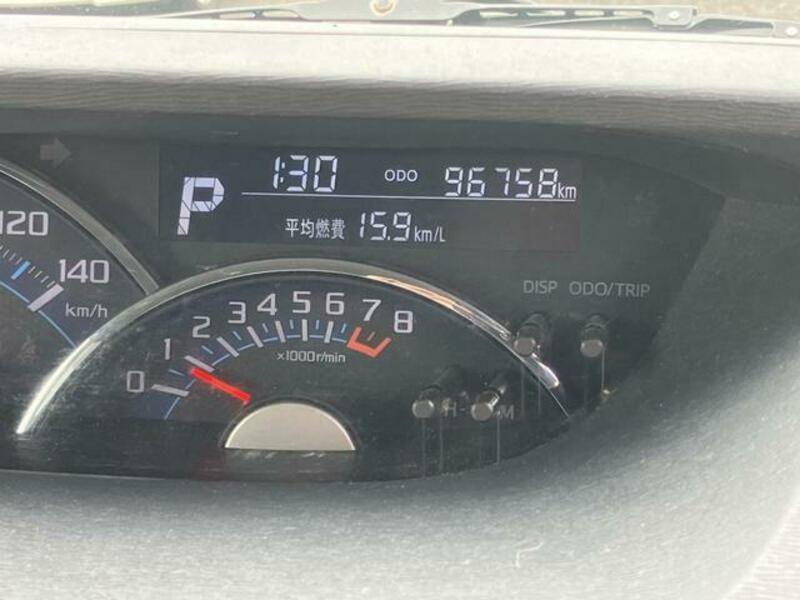 P
1:30 ODO 96758km
平均燃費 15.9km/L
120
140
km/h
0 1 2 3 4 5 6 7 8
×1000r/min
DISP ODO/TRIP
H M